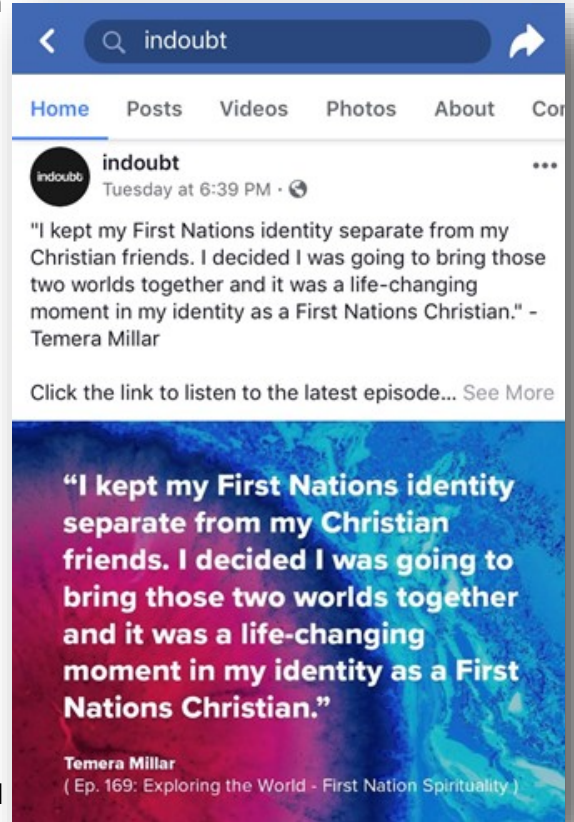 indoubt
Home Posts Videos Photos About Co
indoubt
indoubt
Tuesday at 6:39 PM ·
•••
"I kept my First Nations identity separate from my
Christian friends. I decided I was going to bring those
two worlds together and it was a life-changing
moment in my identity as a First Nations Christian." -
Temera Millar
Click the link to listen to the latest episode... See More
“I kept my First Nations identity
separate from my Christian
friends. I decided I was going to
bring those two worlds together
and it was a life-changing
moment in my identity as a First
Nations Christian.”
Temera Millar
( Ep. 169: Exploring the World - First Nation Spirituality )